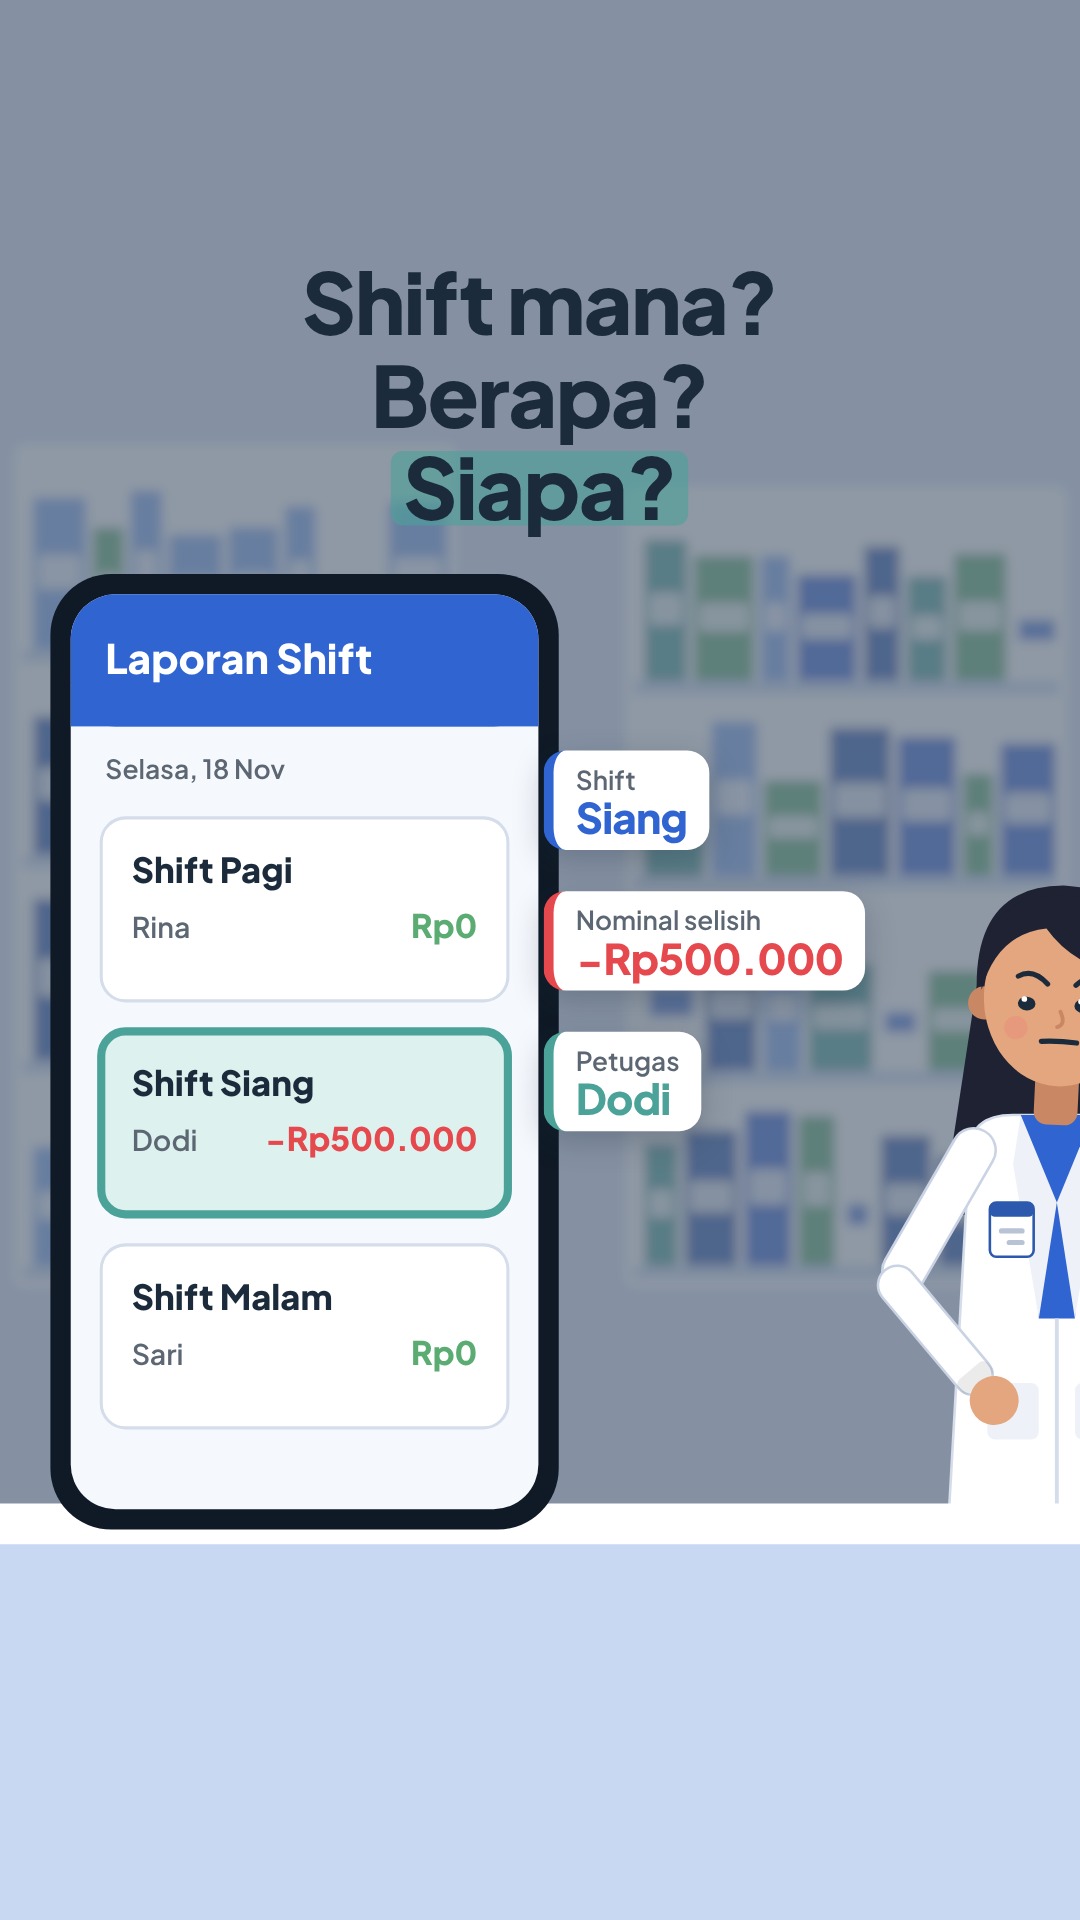 Shift mana?
Berapa?
Siapa?
Laporan Shift
Selasa, 18 Nov
Shift Pagi
Rina Rp0
Shift Siang
Dodi -Rp500.000
Shift Malam
Sari Rp0
Shift
Siang
Nominal selisih
-Rp500.000
Petugas
Dodi